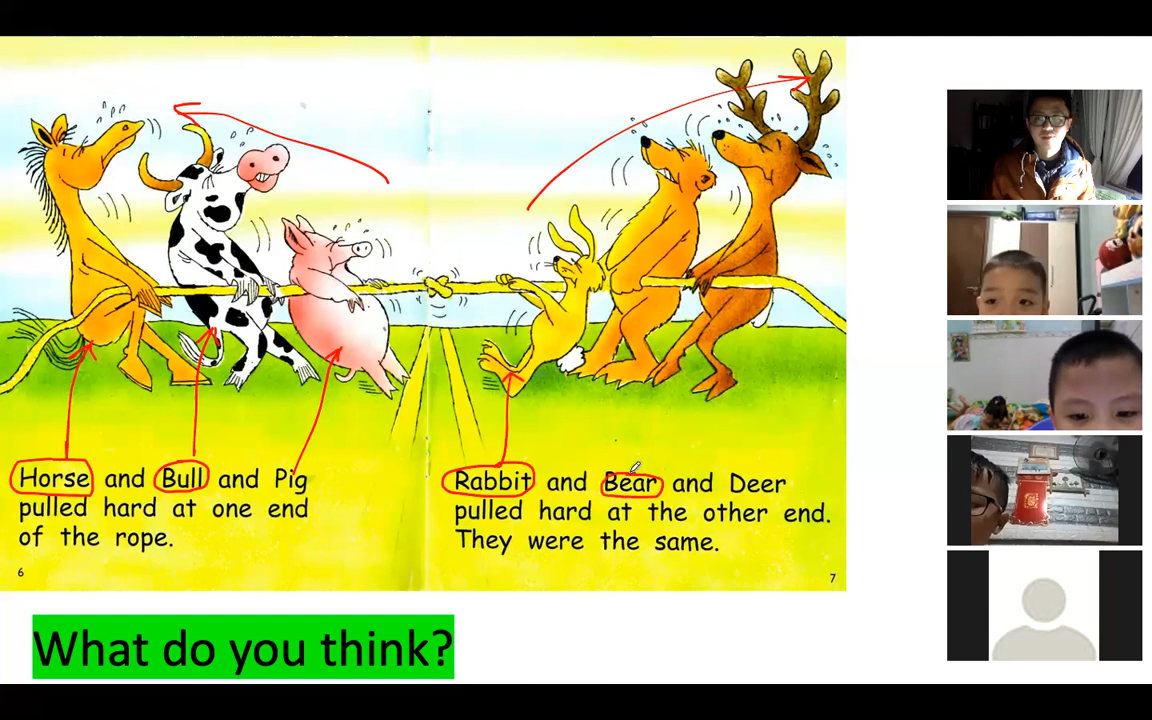 Horse and Bull and Pig
pulled hard at one end
of the rope.
6
Rabbit and Bear and Deer
pulled hard at the other end.
They were the same.
7
What do you think?